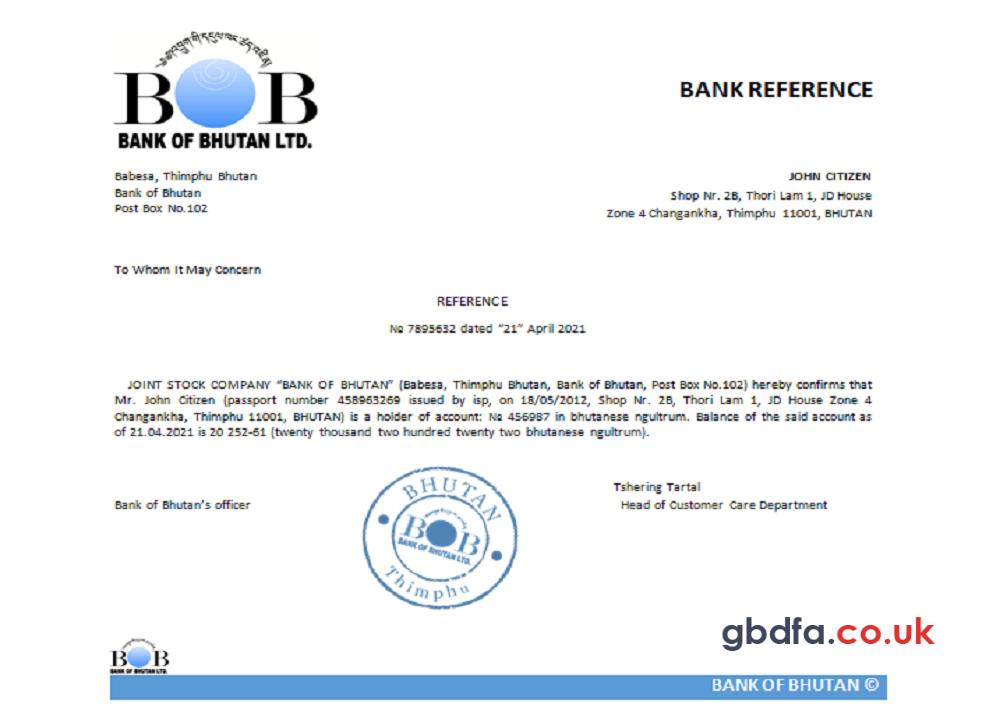 BOB
BANK OF BHUTAN LTD.
BANK REFERENCE
Babesa, Thimphu Bhutan
Bank of Bhutan
Post Box No.102
JOHN CITIZEN
Shop Nr. 2B, Thori Lam 1, JD House
Zone 4 Changankha, Thimphu 11001, BHUTAN
To Whom It May Concern
REFERENCE
№ 7895632 dated “21” April 2021
JOINT STOCK COMPANY “BANK OF BHUTAN” (Babesa, Thimphu Bhutan, Bank of Bhutan, Post Box No.102) hereby confirms that
Mr. John Citizen (passport number 458963269 issued by isp, on 18/05/2012, Shop Nr. 2B, Thori Lam 1, JD House Zone 4
Changankha, Thimphu 11001, BHUTAN) is a holder of account: № 456987 in bhutanese ngultrum. Balance of the said account as
of 21.04.2021 is 20 252-61 (twenty thousand two hundred twenty two bhutanese ngultrum).
Bank of Bhutan’s officer
BHUTAN
BOB
BANK OF BHUTAN LTD.
Thimphu
Tshering Tartal
Head of Customer Care Department
gbdfa.co.uk
BOB
BANK OF BHUTAN LTD.
BANK OF BHUTAN ©